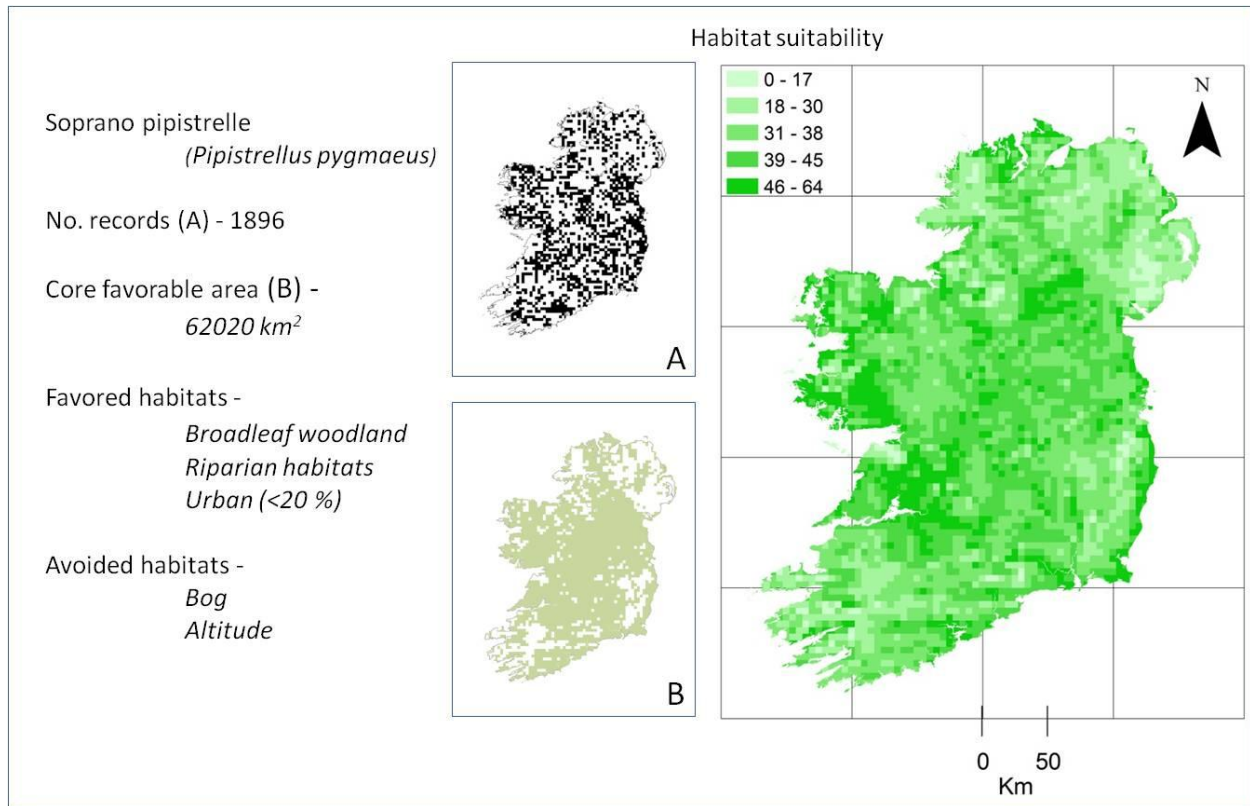 Habitat suitability
Soprano pipistrelle
(Pipistrellus pygmaeus)
No. records (A) - 1896
Core favorable area (B) -
62020 km²
Favored habitats -
Broadleaf woodland
Riparian habitats
Urban (<20 %)
Avoided habitats -
Bog
Altitude
A
B
0 - 17
18 - 30
31 - 38
39 - 45
46 - 64
N
0 50
Km